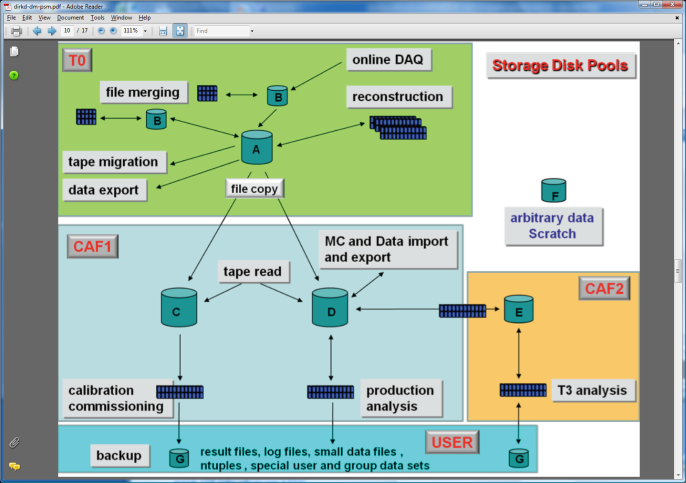 dirkd-dm-psm.pdf - Adobe Reader
File Edit View Document Tools Window Help
10 / 17 111% Find
T0
online DAQ
Storage Disk Pools
file merging
B
reconstruction
B
A
tape migration
data export
file copy
F
arbitrary data
Scratch
CAF1
MC and Data import
and export
tape read
CAF2
C
D
E
calibration
commissioning
production
analysis
T3 analysis
USER
backup
G
result files, log files, small data files ,
ntuples , special user and group data sets
G